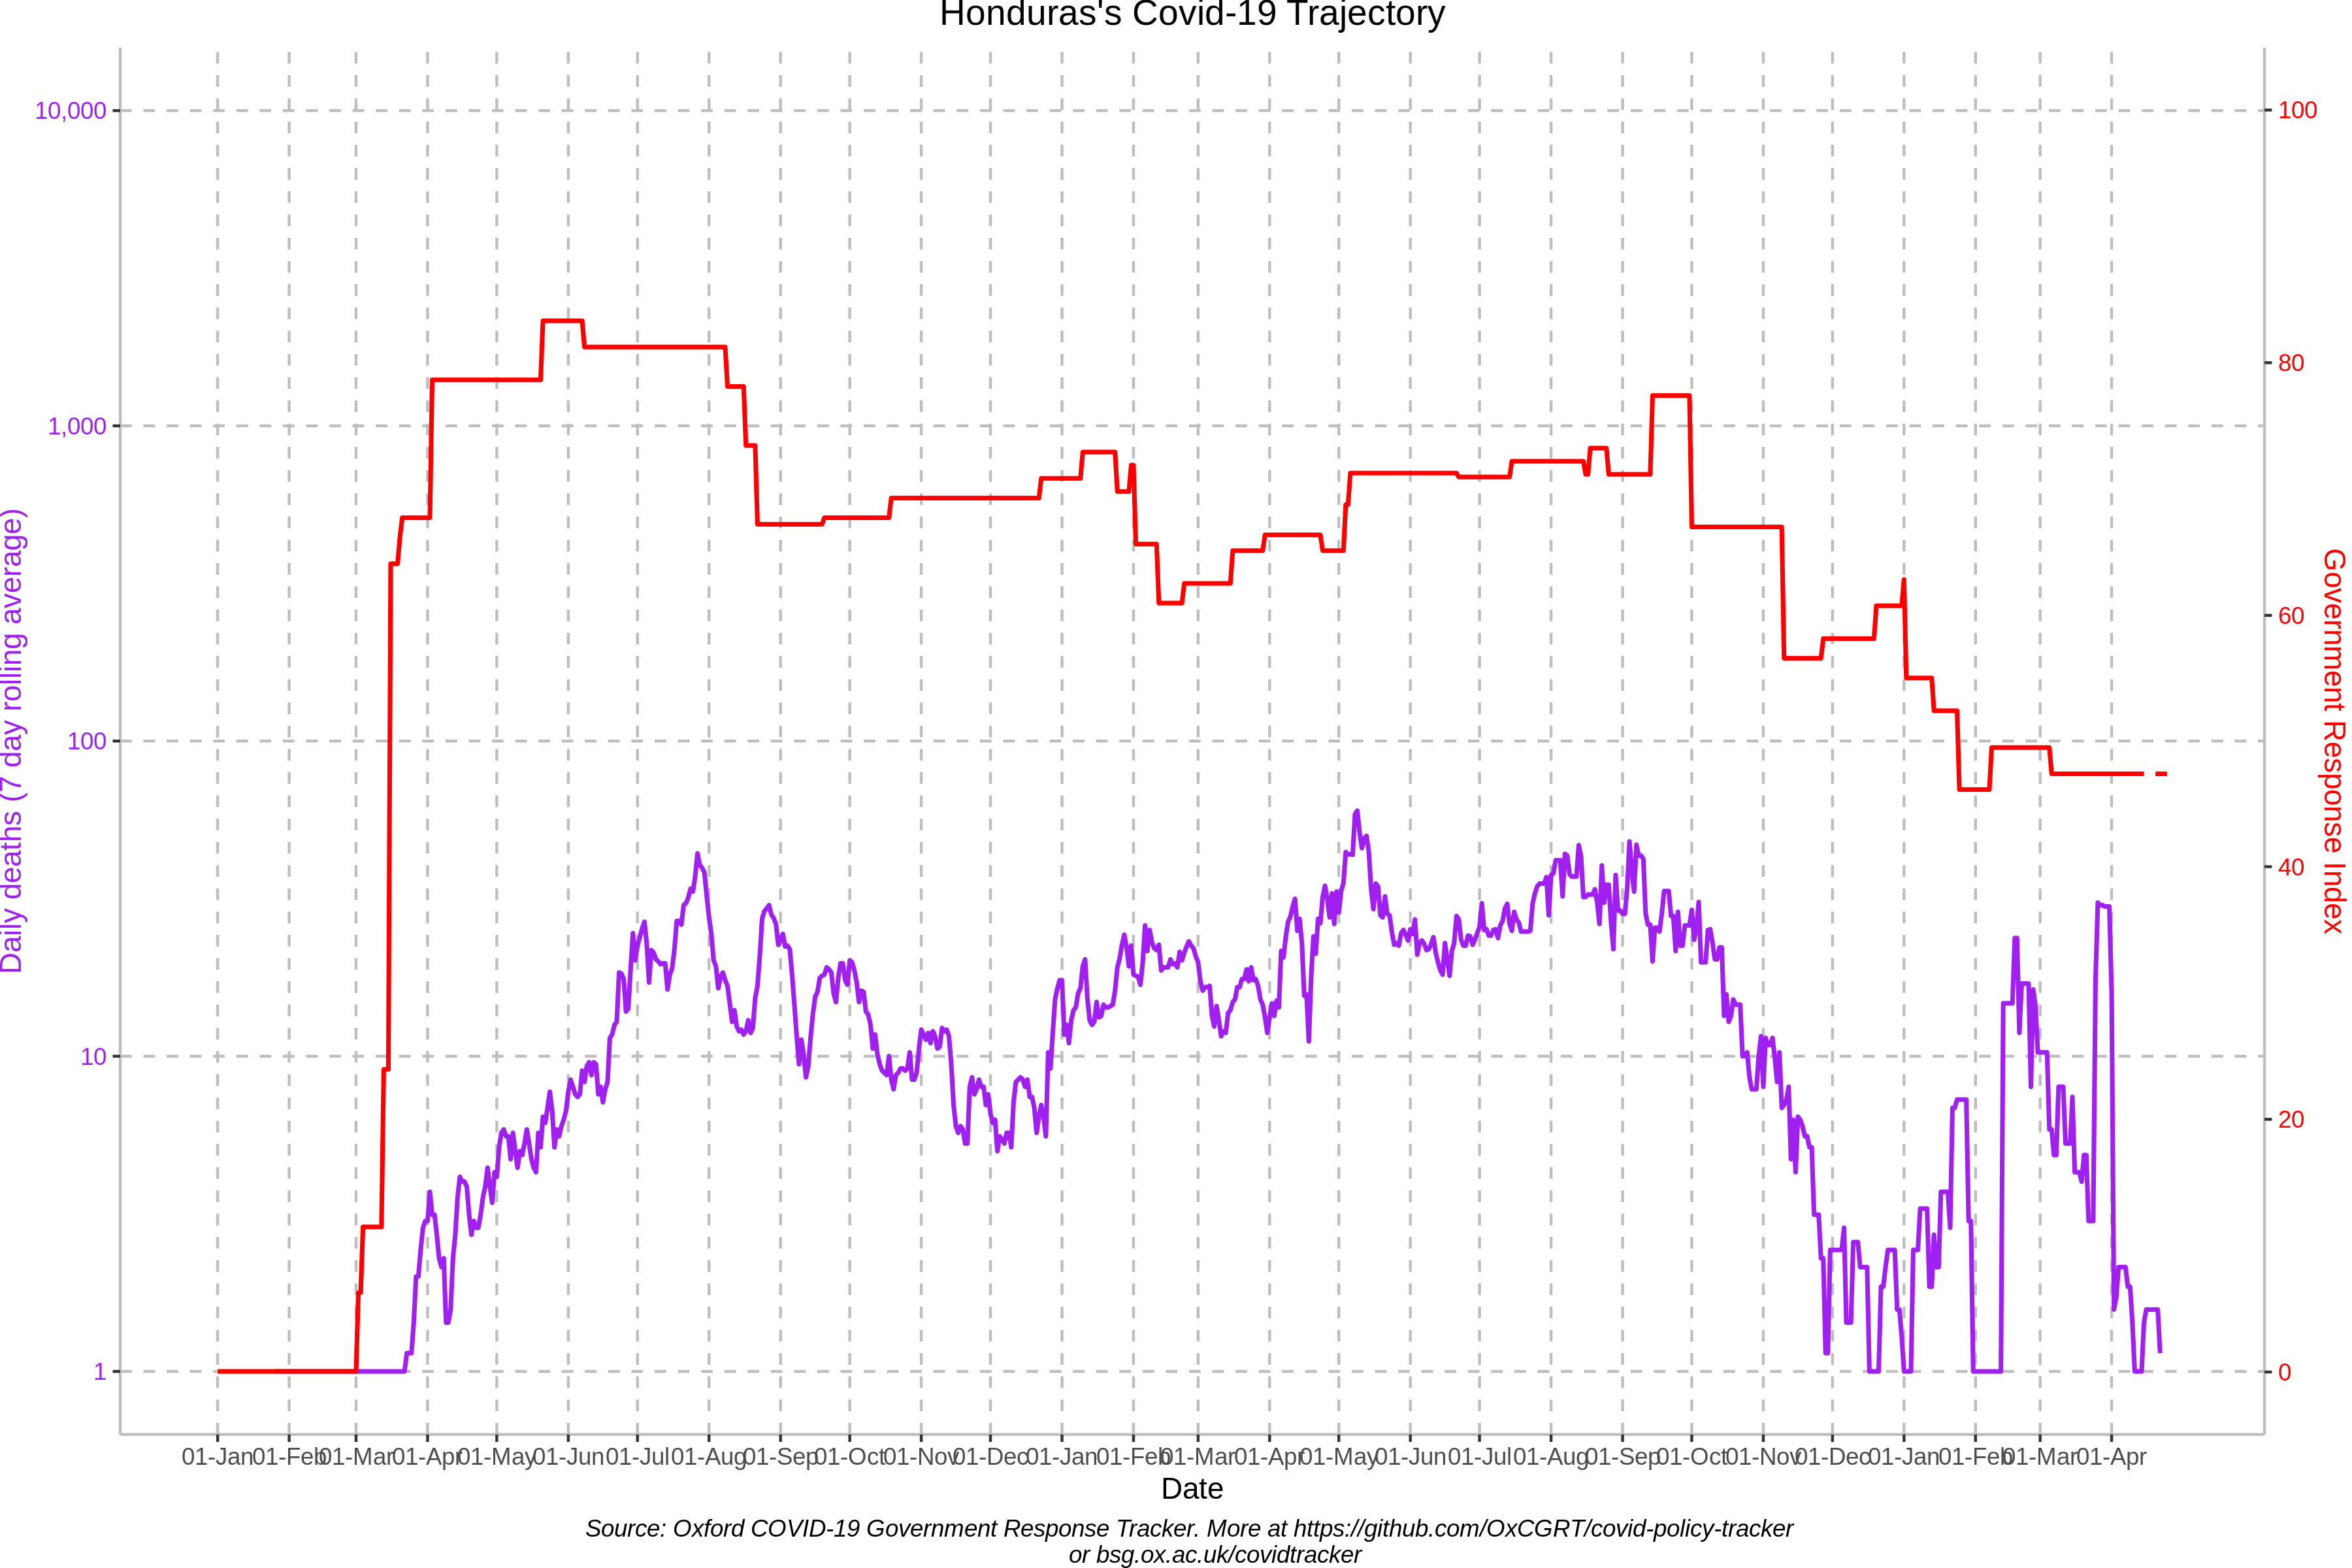 Honduras's Covid-19 Trajectory
10,000
1,000
100
10
1
Daily deaths (7 day rolling average)
100
80
60
40
20
0
Government Response Index
01-Jan 01-Feb 01-Mar 01-Apr 01-May 01-Jun 01-Jul 01-Aug 01-Sep 01-Oct 01-Nov 01-Dec 01-Jan 01-Feb 01-Mar 01-Apr 01-May 01-Jun 01-Jul 01-Aug 01-Sep 01-Oct 01-Nov 01-Dec 01-Jan 01-Feb 01-Mar 01-Apr
Date
Source: Oxford COVID-19 Government Response Tracker. More at https://github.com/OxCGRT/covid-policy-tracker
or bsg.ox.ac.uk/covidtracker